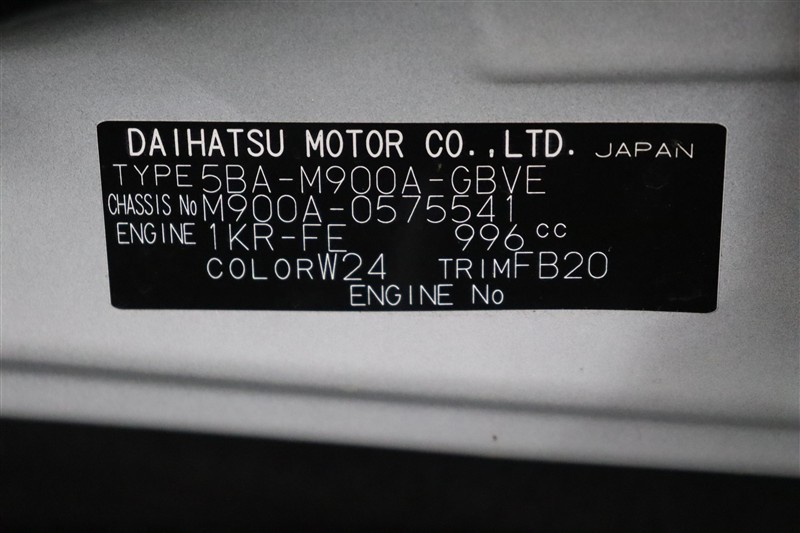 DAIHATSU MOTOR CO.,LTD. JAPAN
TYPE 5BA-M900A-GBVE
CHASSIS No M900A-0575541
ENGINE 1KR-FE 996 cc
COLOR W24 TRIM FB20
ENGINE No